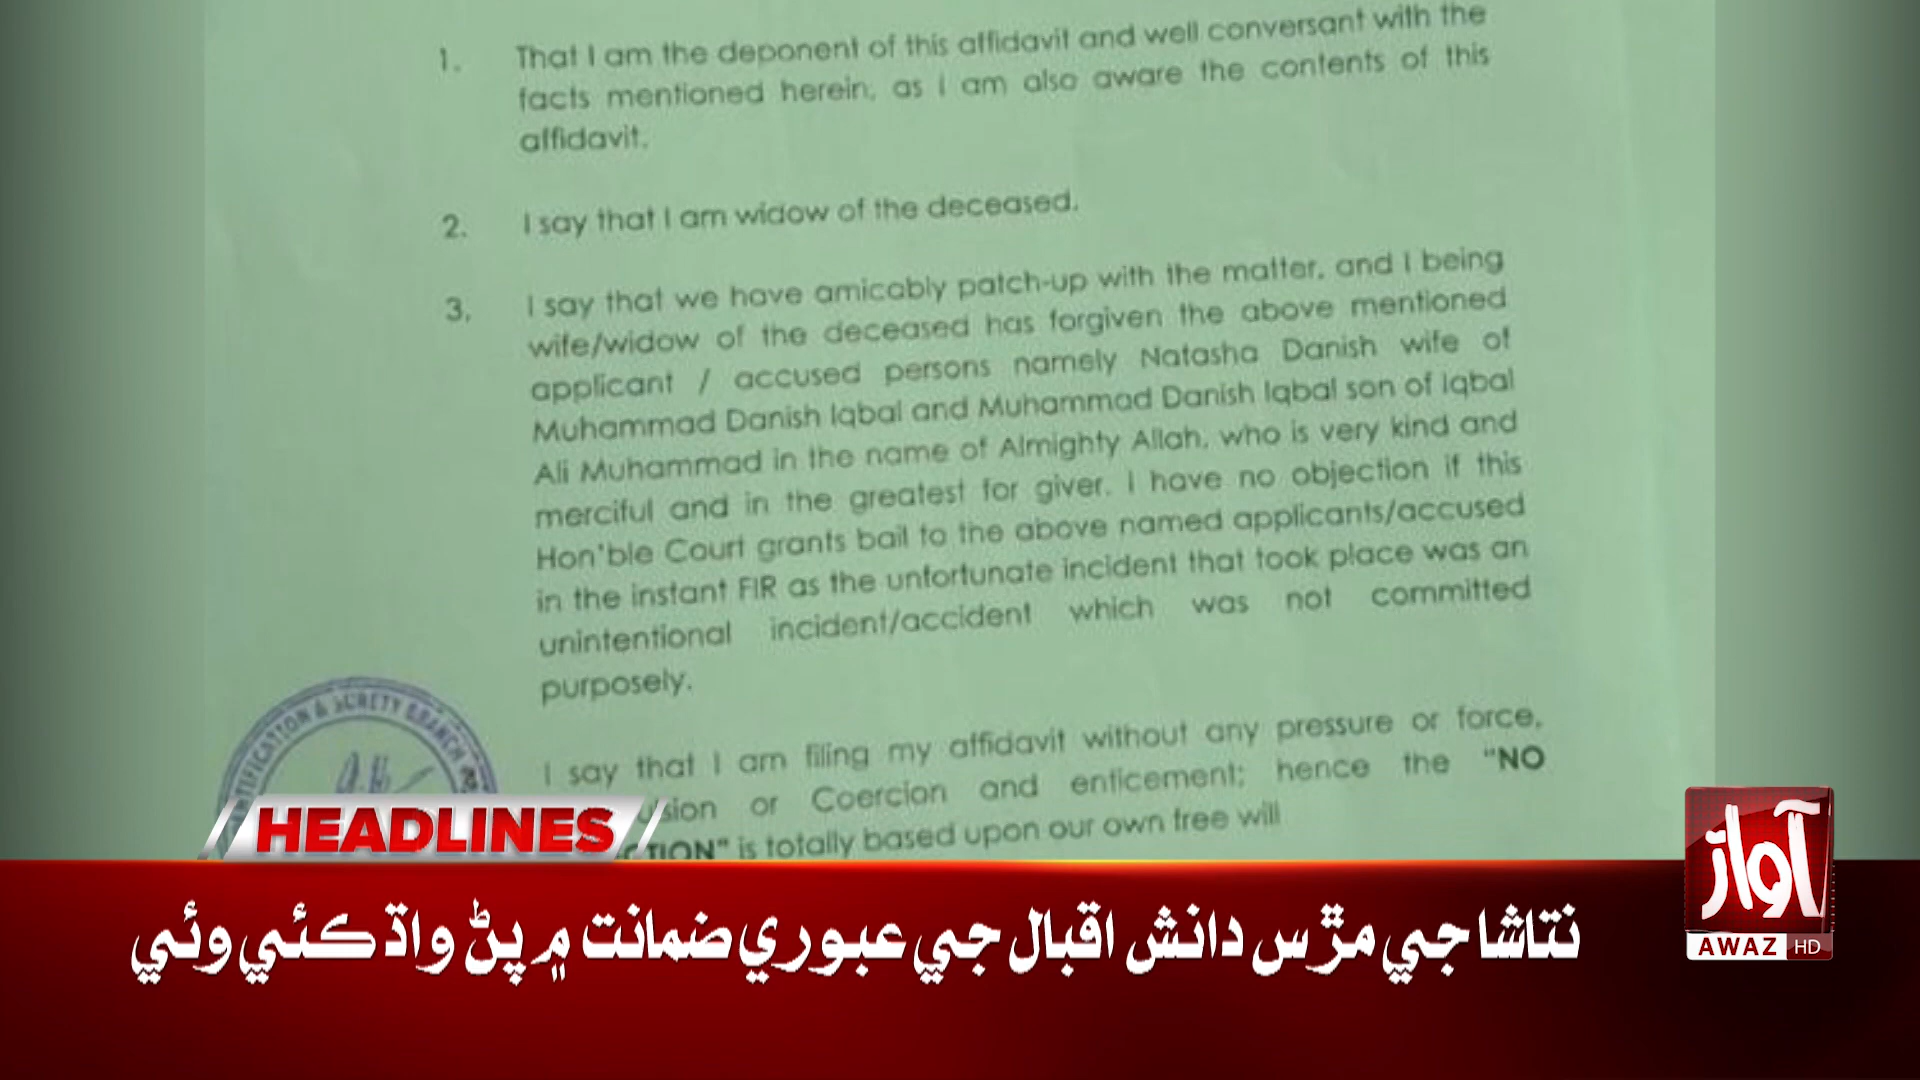 1. That I am the deponent of this affidavit and well conversant with the
facts mentioned herein, as I am also aware the contents of this
affidavit.
2. I say that I am widow of the deceased.
3. I say that we have amicably patch-up with the matter, and I being
wife/widow of the deceased has forgiven the above mentioned
applicant / accused persons namely Natasha Danish wife of
Muhammad Danish Iqbal and Muhammad Danish Iqbal son of Iqbal
Ali Muhammad in the name of Almighty Allah, who is very kind and
merciful and in the greatest for giver. I have no objection if this
Hon'ble Court grants bail to the above named applicants/accused
in the instant FIR as the unfortunate incident that took place was an
unintentional incident/accident which was not committed
purposely.
I say that I am filing my affidavit without any pressure or force,
or Coercion and enticement; hence the "NO
is totally based upon our own free will
& SURETY BRANCH
HEADLINES
نتاشا جي مڙس دانش اقبال جي عبوري ضمانت ۾ پڻ واڌ ڪئي وئي
آواز
AWAZ HD